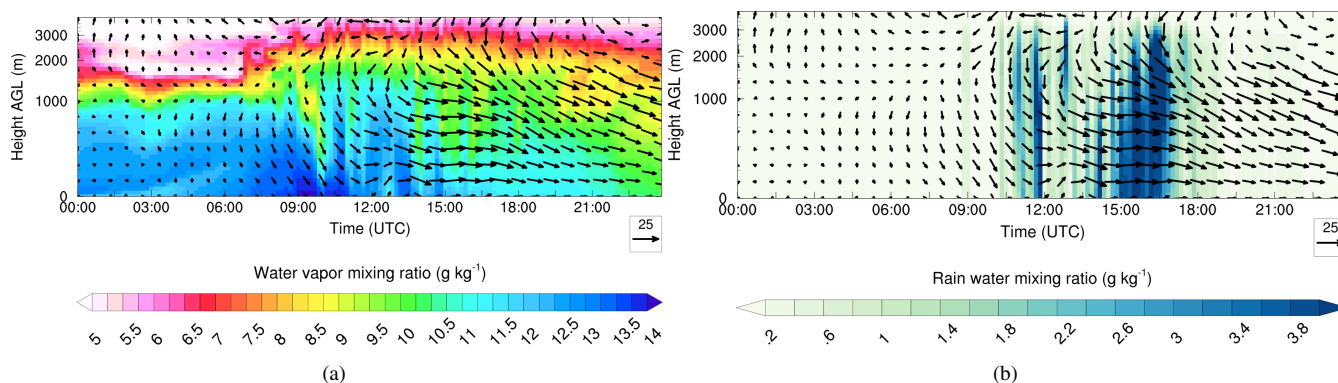 3000
2000
1000
0
Height AGL (m)
00:00 03:00 06:00 09:00 12:00 15:00 18:00 21:00
Time (UTC)
25
Water vapor mixing ratio (g kg-1)
5 5.5 6 6.5 7 7.5 8 8.5 9 9.5 10 10.5 11 11.5 12 12.5 13 13.5 14
(a)
3000
2000
1000
0
Height AGL (m)
00:00 03:00 06:00 09:00 12:00 15:00 18:00 21:00
Time (UTC)
25
Rain water mixing ratio (g kg-1)
.2 .6 1 1.4 1.8 2.2 2.6 3 3.4 3.8
(b)